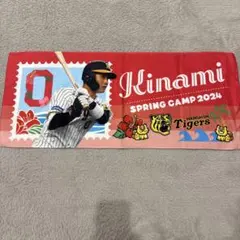 0
Kinami
SPRING CAMP 2024
Tigers